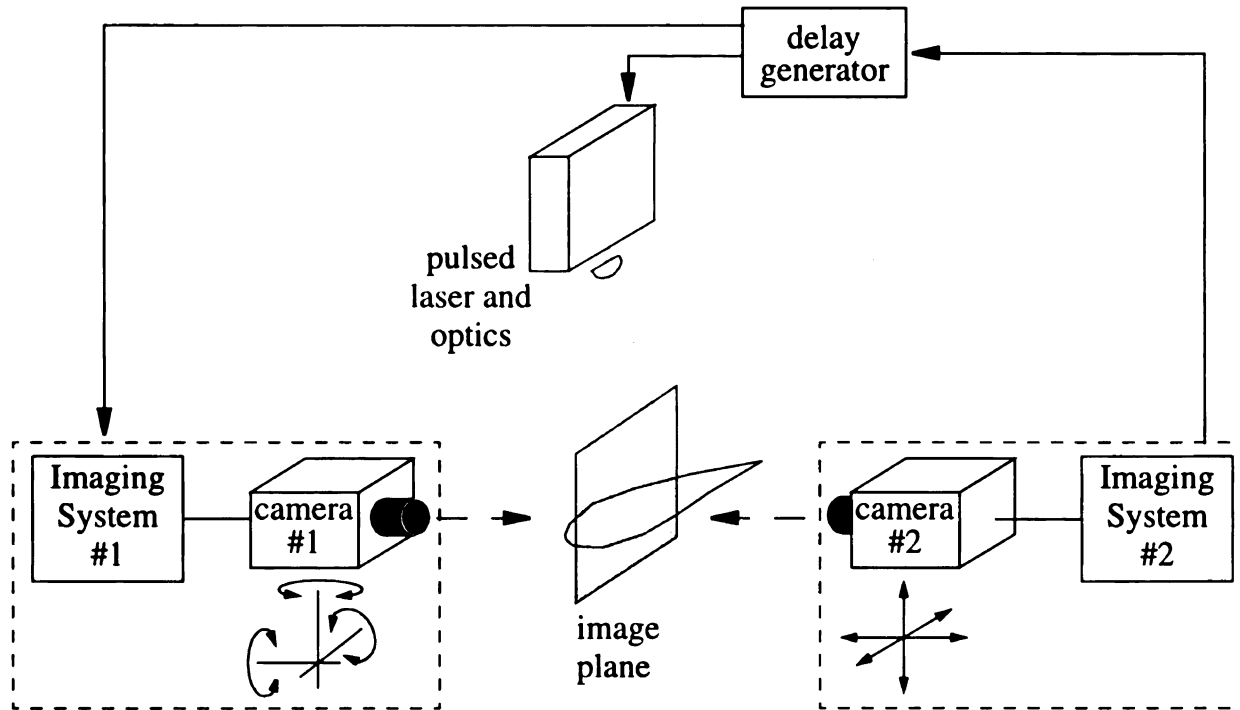 delay
generator
pulsed
laser and
optics
Imaging
System
#1
camera
#1
image
plane
camera
#2
Imaging
System
#2